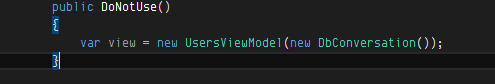 public DoNotUse()
{
var view = new UsersViewModel(new DbConversation());
}